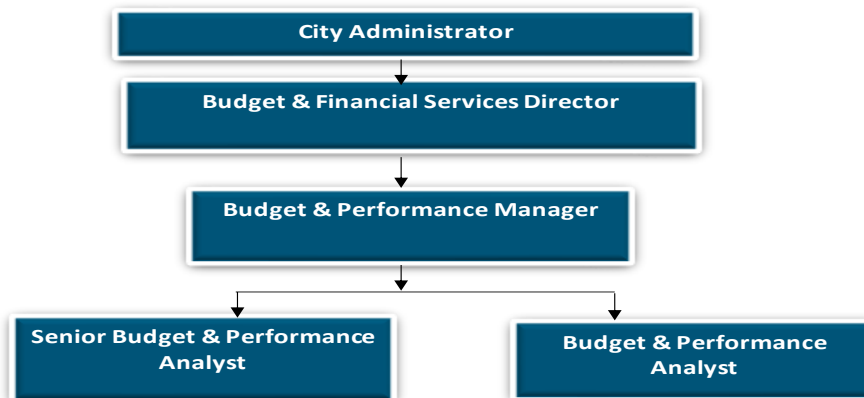 City Administrator
Budget & Financial Services Director
Budget & Performance Manager
Senior Budget & Performance
Analyst
Budget & Performance
Analyst